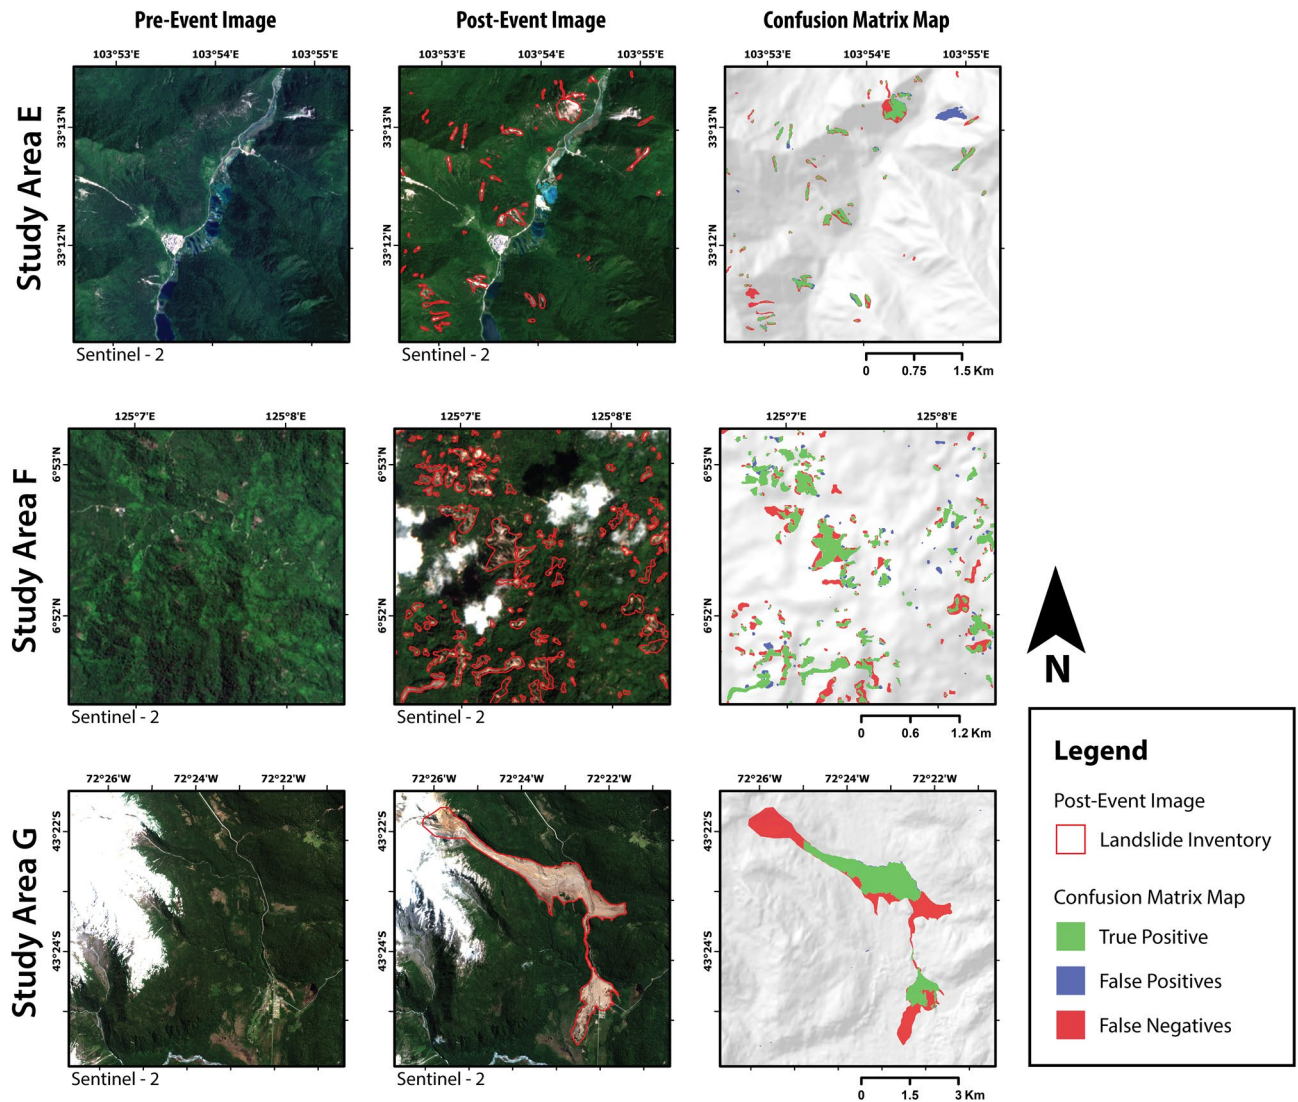 Pre-Event Image
Post-Event Image
Confusion Matrix Map
103°53'E 103°54'E 103°55'E
103°53'E 103°54'E 103°55'E
103°53'E 103°54'E 103°55'E
Study Area E
33°13'N
33°12'N
33°13'N
33°12'N
33°13'N
33°12'N
Sentinel - 2
Sentinel - 2
0 0.75 1.5 Km
125°7'E 125°8'E
125°7'E 125°8'E
125°7'E 125°8'E
Study Area F
6°53'N
6°52'N
6°53'N
6°52'N
6°53'N
6°52'N
Sentinel - 2
Sentinel - 2
0 0.6 1.2 Km
N
72°26'W 72°24'W 72°22'W
72°26'W 72°24'W 72°22'W
72°26'W 72°24'W 72°22'W
Study Area G
43°22'S
43°24'S
43°22'S
43°24'S
43°22'S
43°24'S
Sentinel - 2
Sentinel - 2
0 1.5 3 Km
Legend
Post-Event Image
Landslide Inventory
Confusion Matrix Map
True Positive
False Positives
False Negatives